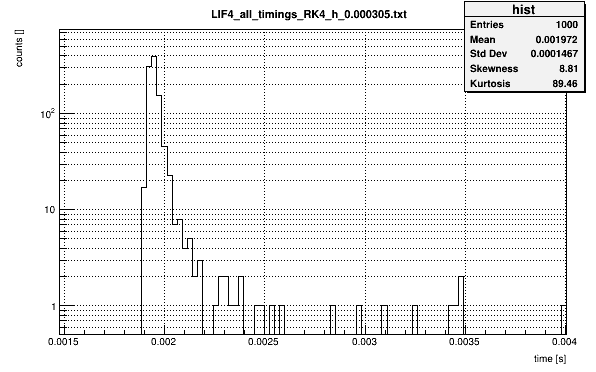 LIF4_all_timings_RK4_h_0.000305.txt
hist
Entries 1000
Mean 0.001972
Std Dev 0.0001467
Skewness 8.81
Kurtosis 89.46
counts []
10²
10
1
0.0015 0.002 0.0025 0.003 0.0035 0.004
time [s]